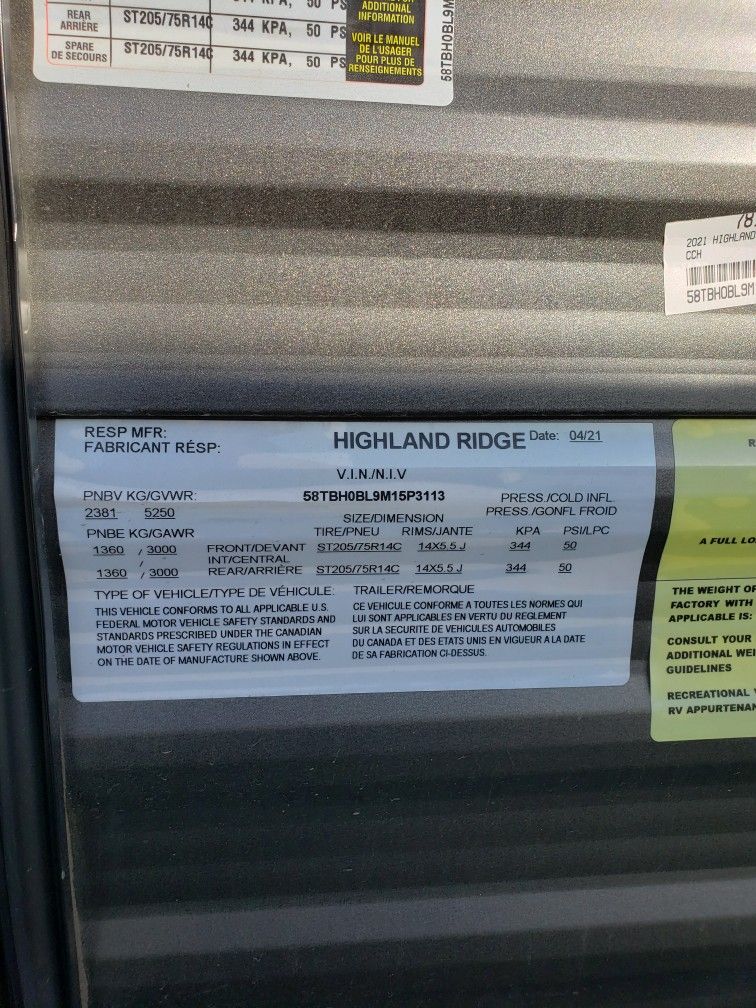 50 PS
ADDITIONAL
INFORMATION
REAR
ARRIÈRE
ST205/75R14C
344 KPA, 50 PS
SPARE
DE SECOURS
ST205/75R14C
344 KPA, 50 PS
VOIR LE MANUEL
DE L'USAGER
POUR PLUS DE
RENSEIGNEMENTS
58TBH0BL9M
2021 HIGHLAND
CCH
58TBH0BL9M
RESP MFR:
FABRICANT RÉSP:
HIGHLAND RIDGE Date: 04/21
V.I.N./N.I.V
PNBV KG/GVWR: 58TBH0BL9M15P3113 PRESS./COLD INFL.
2381 5250 SIZE/DIMENSION PRESS./GONFL FROID
PNBE KG/GAWR TIRE/PNEU RIMS/JANTE KPA PSI/LPC
1360 / 3000 FRONT/DEVANT ST205/75R14C 14X5.5 J 344 50
INT/CENTRAL
1360 / 3000 REAR/ARRIÈRE ST205/75R14C 14X5.5 J 344 50
TYPE OF VEHICLE/TYPE DE VÉHICULE: TRAILER/REMORQUE
THIS VEHICLE CONFORMS TO ALL APPLICABLE U.S.
FEDERAL MOTOR VEHICLE SAFETY STANDARDS AND
STANDARDS PRESCRIBED UNDER THE CANADIAN
MOTOR VEHICLE SAFETY REGULATIONS IN EFFECT
ON THE DATE OF MANUFACTURE SHOWN ABOVE.
CE VEHICULE CONFORME A TOUTES LES NORMES QUI
LUI SONT APPLICABLES EN VERTU DU REGLEMENT
SUR LA SECURITE DE VEHICULES AUTOMOBILES
DU CANADA ET DES ETATS UNIS EN VIGUEUR A LA DATE
DE SA FABRICATION CI-DESSUS.
R
A FULL LO
THE WEIGHT OF
FACTORY WITH
APPLICABLE IS:
CONSULT YOUR
ADDITIONAL WEI
GUIDELINES
RECREATIONAL
RV APPURTENAN